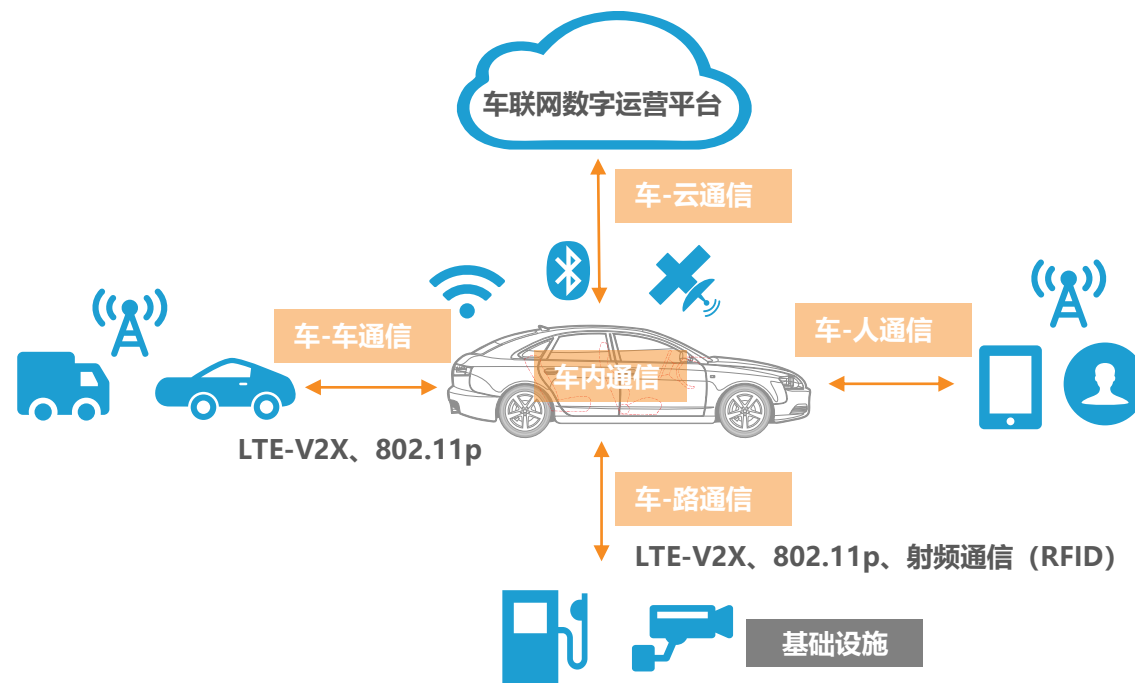 车联网数字运营平台
车-云通信
车-车通信
车-人通信
车内通信
LTE-V2X、802.11p
车-路通信
LTE-V2X、802.11p、射频通信（RFID）
基础设施